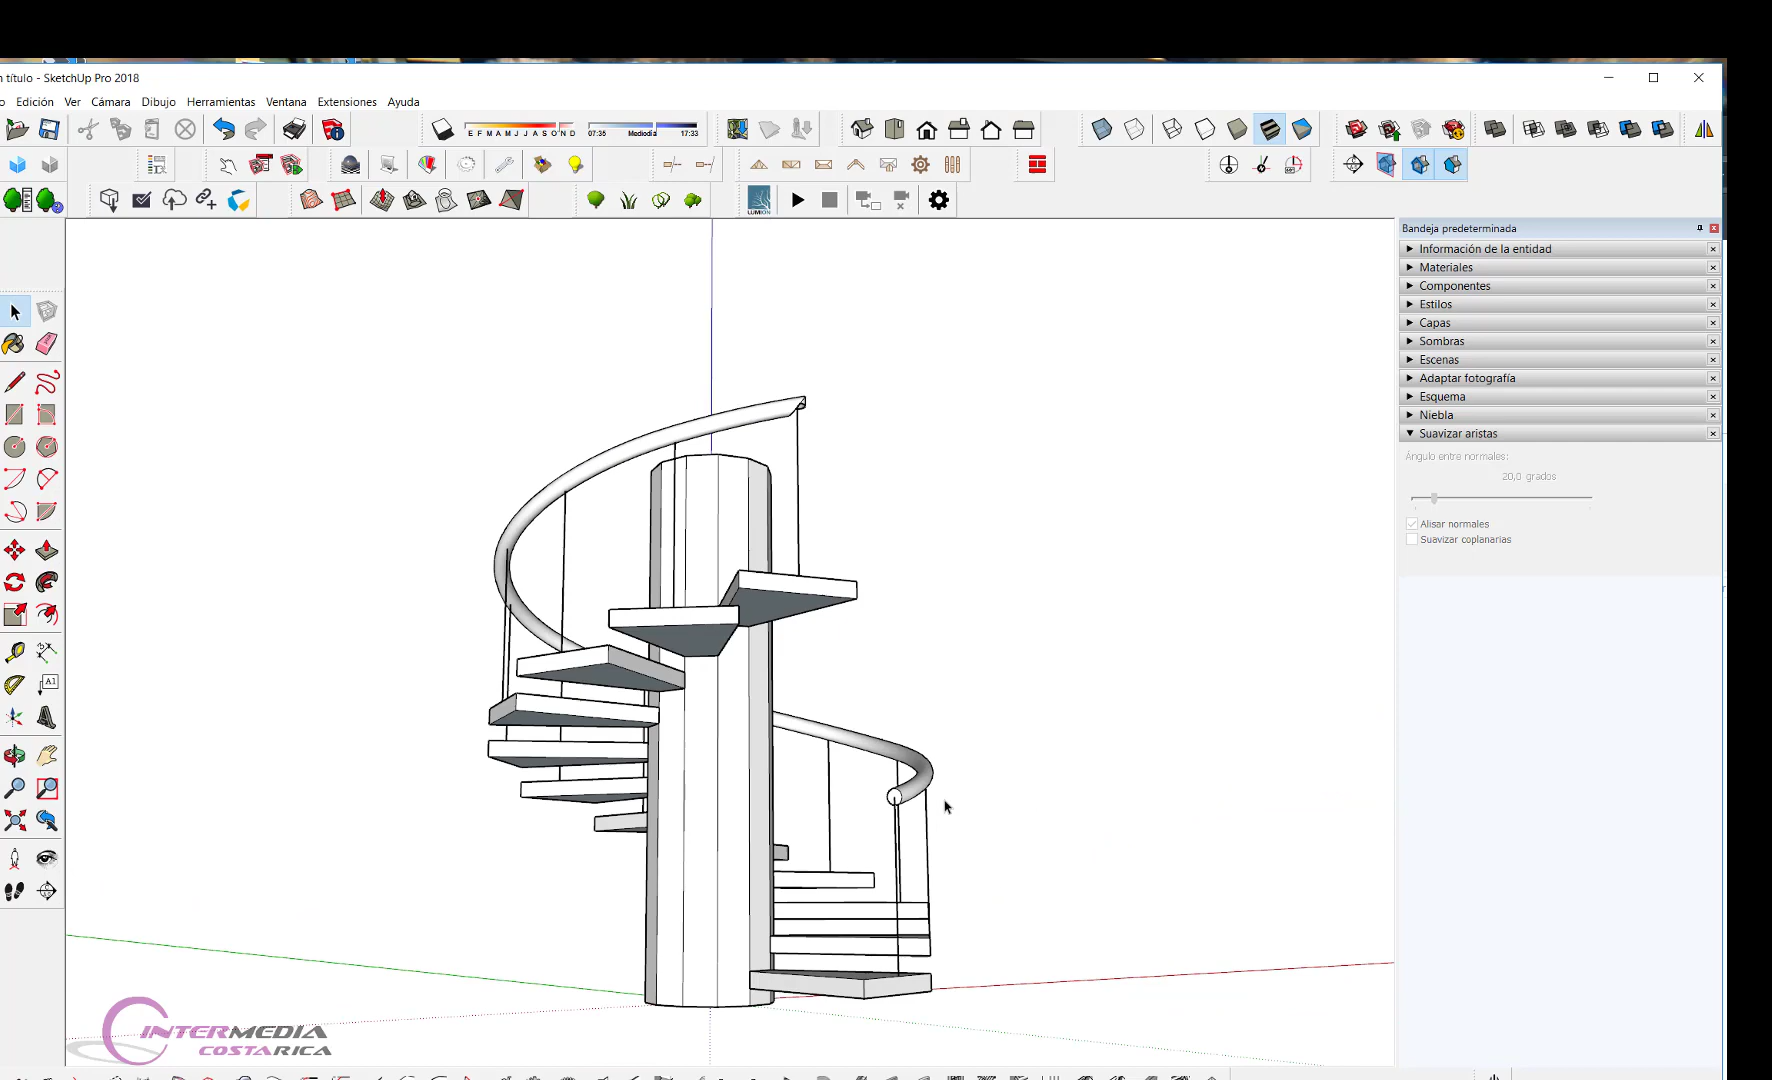 n título - SketchUp Pro 2018
o Edición Ver Cámara Dibujo Herramientas Ventana Extensiones Ayuda
E F M A M J J A S O N D 07:35 Mediodía 17:33
LUMION
Bandeja predeterminada
Información de la entidad
Materiales
Componentes
Estilos
Capas
Sombras
Escenas
Adaptar fotografía
Esquema
Niebla
Suavizar aristas
Ángulo entre normales:
20,0 grados
Alisar normales
Suavizar coplanarias
A1
INTERMEDIA
COSTA RICA